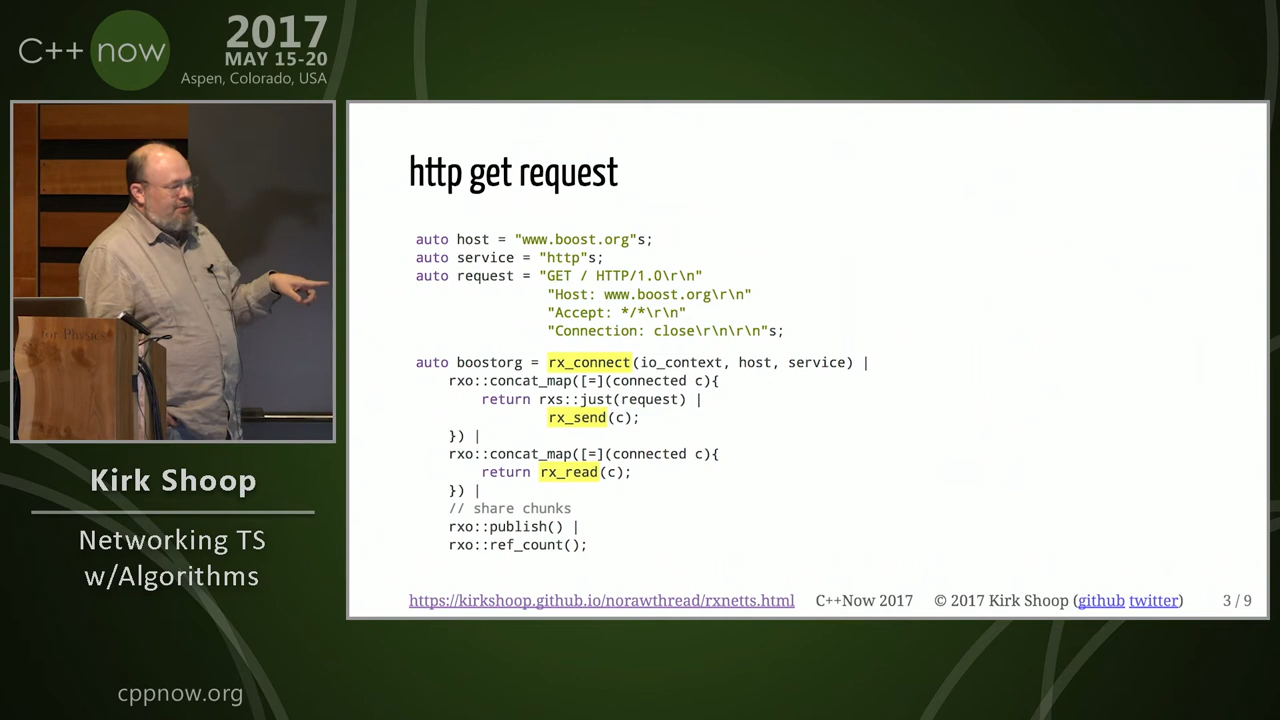 C++ now
2017
MAY 15-20
Aspen, Colorado, USA
for Physics
Kirk Shoop
Networking TS
w/Algorithms
cppnow.org
http get request
auto host = "www.boost.org"s;
auto service = "http"s;
auto request = "GET / HTTP/1.0\r\n"
"Host: www.boost.org\r\n"
"Accept: */*\r\n"
"Connection: close\r\n\r\n"s;
auto boostorg = rx_connect(io_context, host, service) |
rxo::concat_map([=](connected c){
return rxs::just(request) |
rx_send(c);
}) |
rxo::concat_map([=](connected c){
return rx_read(c);
}) |
// share chunks
rxo::publish() |
rxo::ref_count();
https://kirkshoop.github.io/norawthread/rxnetts.html C++Now 2017 © 2017 Kirk Shoop (github twitter) 3 / 9